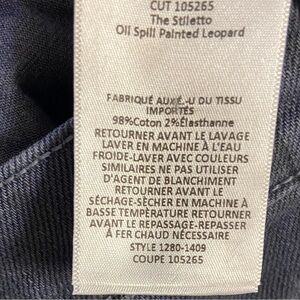 CUT 105265
The Stiletto
Oil Spill Painted Leopard
FABRIQUÉ AUX É.-U DU TISSU
IMPORTÉS
98%Coton 2%Élasthanne
RETOURNER AVANT LE LAVAGE
LAVER EN MACHINE À L'EAU
FROIDE-LAVER AVEC COULEURS
SIMILAIRES NE PAS UTILISER
D'AGENT DE BLANCHIMENT
RETOURNER AVANT LE
SÉCHAGE-SÈCHER EN MACHINE À
BASSE TEMPÉRATURE RETOURNER
AVANT LE REPASSAGE-REPASSER
À FER CHAUD NÉCESSAIRE
STYLE 1280-1409
COUPE 105265